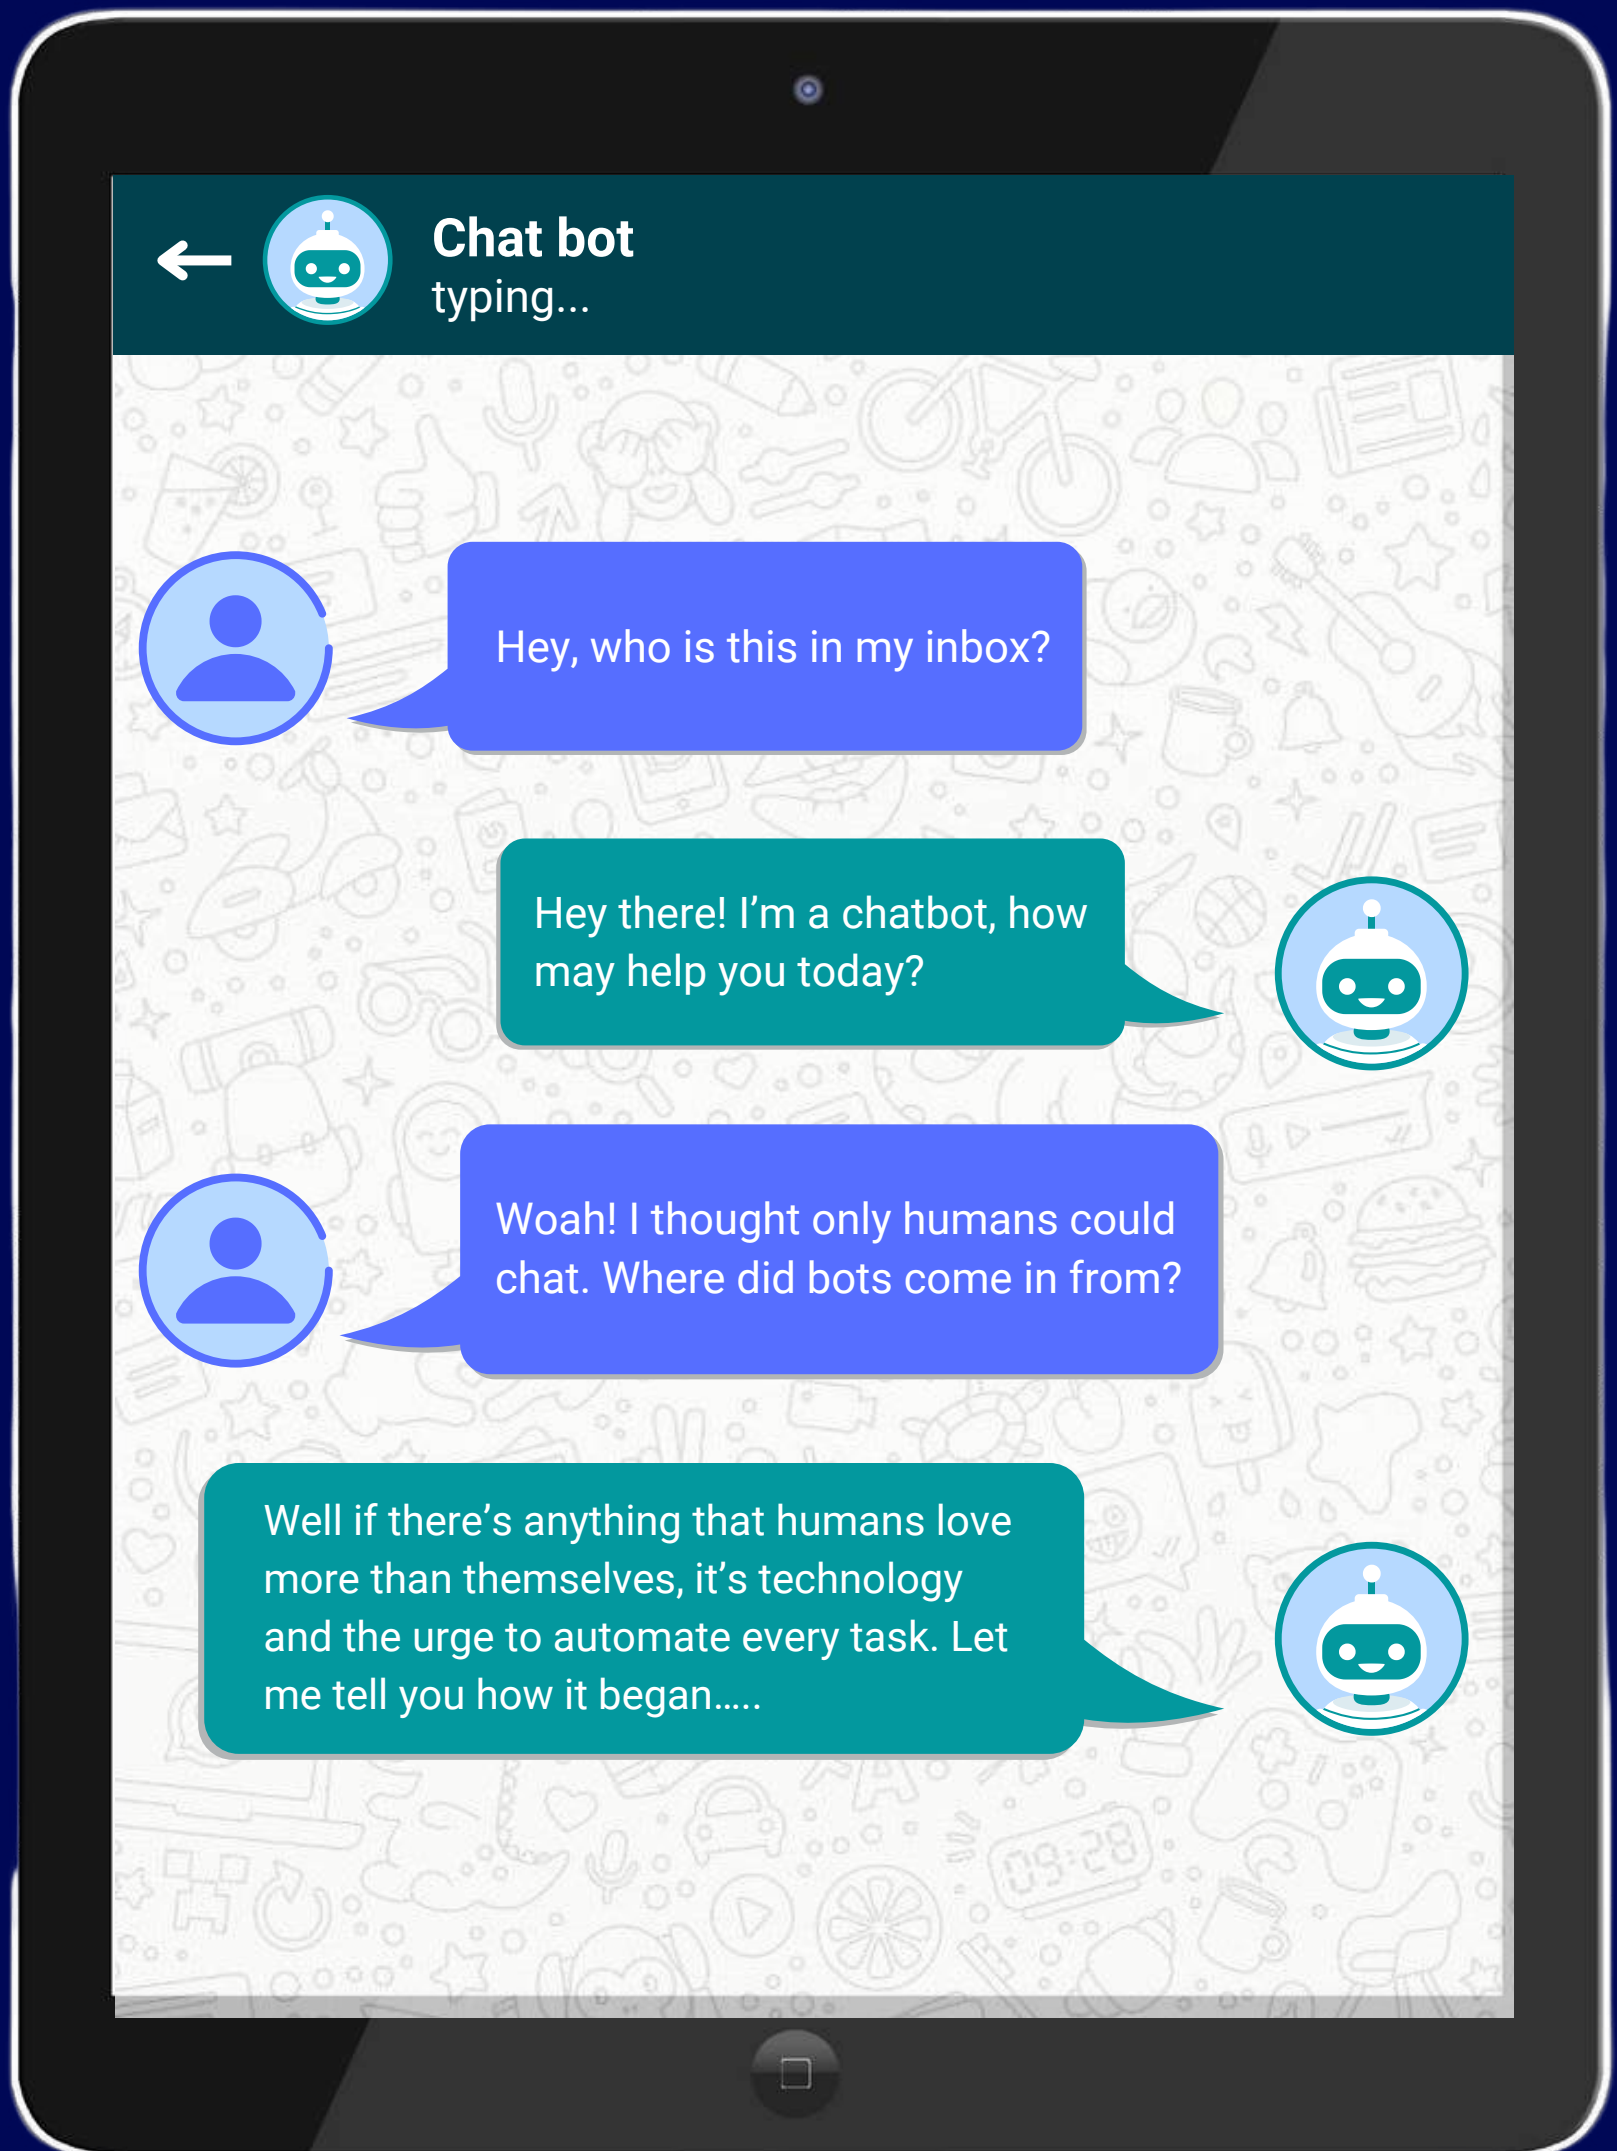 Chat bot
typing...
Hey, who is this in my inbox?
Hey there! I’m a chatbot, how
may help you today?
Woah! I thought only humans could
chat. Where did bots come in from?
Well if there’s anything that humans love
more than themselves, it’s technology
and the urge to automate every task. Let
me tell you how it began.....
09:28